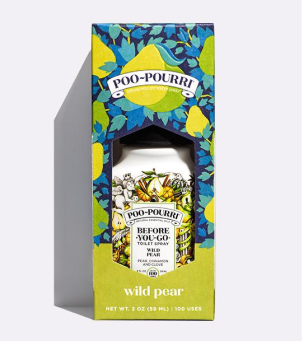 POO-POURRI
POO-POURRI
BEFORE
•YOU•GO•
TOILET SPRAY
WILD
PEAR
PEAR, CINNAMON
AND CLOVE
100
wild pear
NET WT. 2 OZ (59 ML) | 100 USES